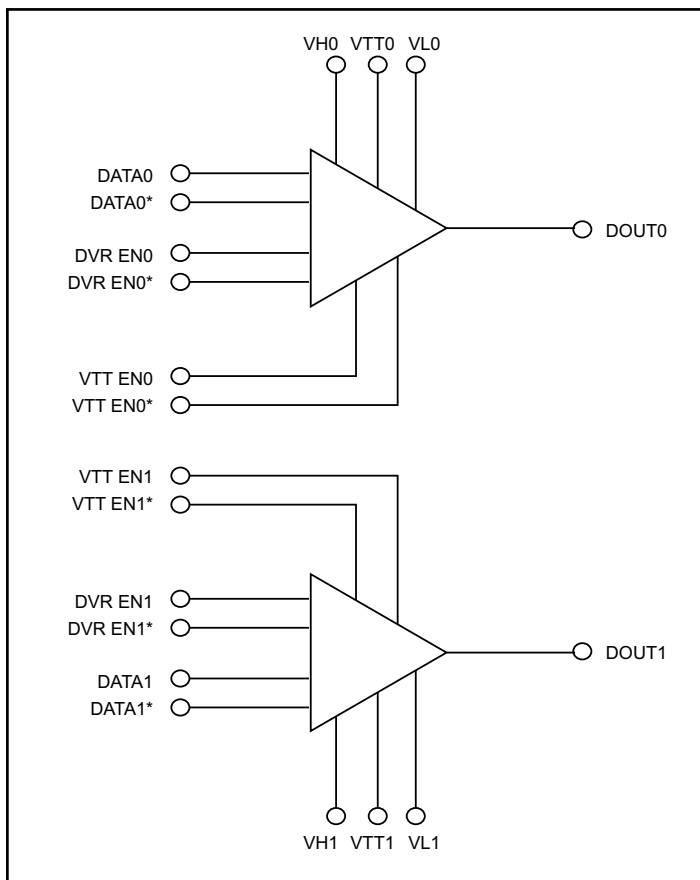 VH0 VTT0 VL0
DATA0
DATA0*
DVR EN0
DVR EN0*
DOUT0
VTT EN0
VTT EN0*
VTT EN1
VTT EN1*
DVR EN1
DVR EN1*
DOUT1
DATA1
DATA1*
VH1 VTT1 VL1